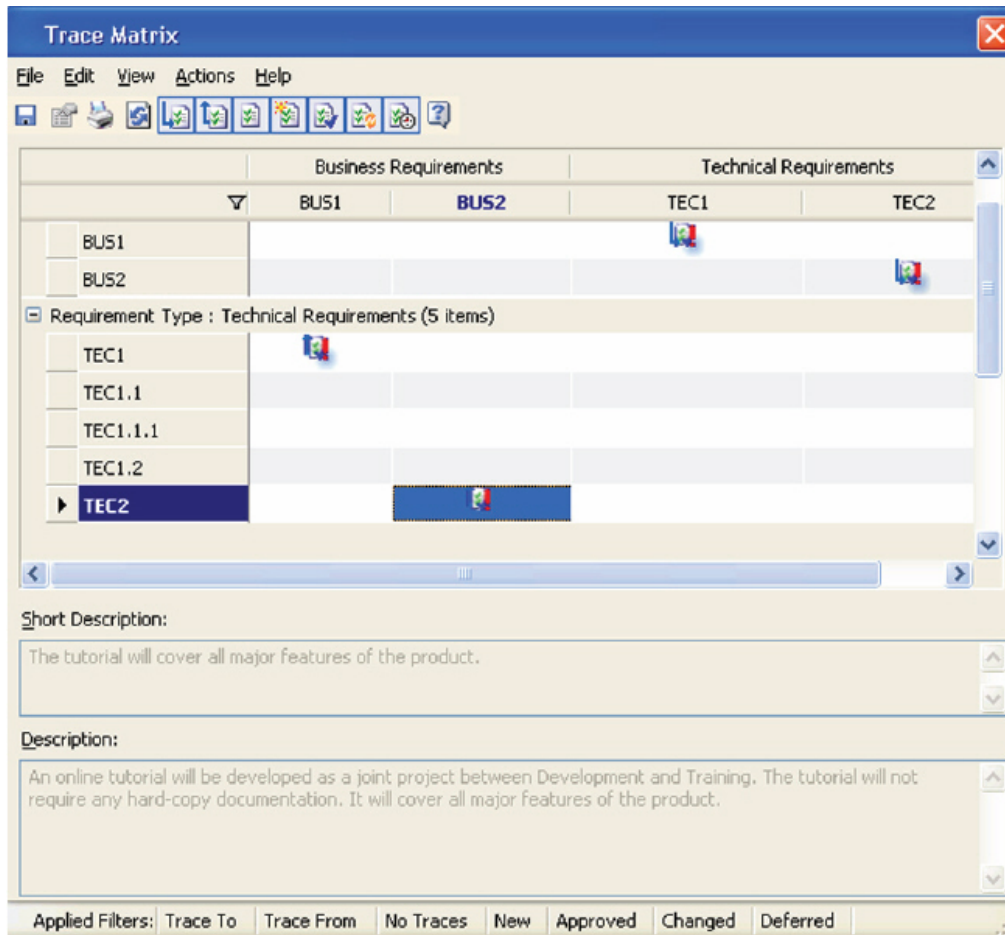 Trace Matrix
File Edit View Actions Help
Business Requirements Technical Requirements
BUS1 BUS2 TEC1 TEC2
BUS1
BUS2
Requirement Type : Technical Requirements (5 items)
TEC1
TEC1.1
TEC1.1.1
TEC1.2
TEC2
Short Description:
The tutorial will cover all major features of the product.
Description:
An online tutorial will be developed as a joint project between Development and Training. The tutorial will not
require any hard-copy documentation. It will cover all major features of the product.
Applied Filters: Trace To Trace From No Traces New Approved Changed Deferred